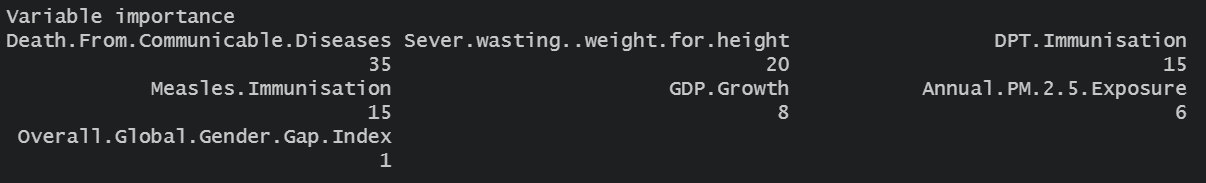 Variable importance
Death.From.Communicable.Diseases Sever.wasting..weight.for.height DPT.Immunisation
35 20 15
Measles.Immunisation GDP.Growth Annual.PM.2.5.Exposure
15 8 6
Overall.Global.Gender.Gap.Index
1